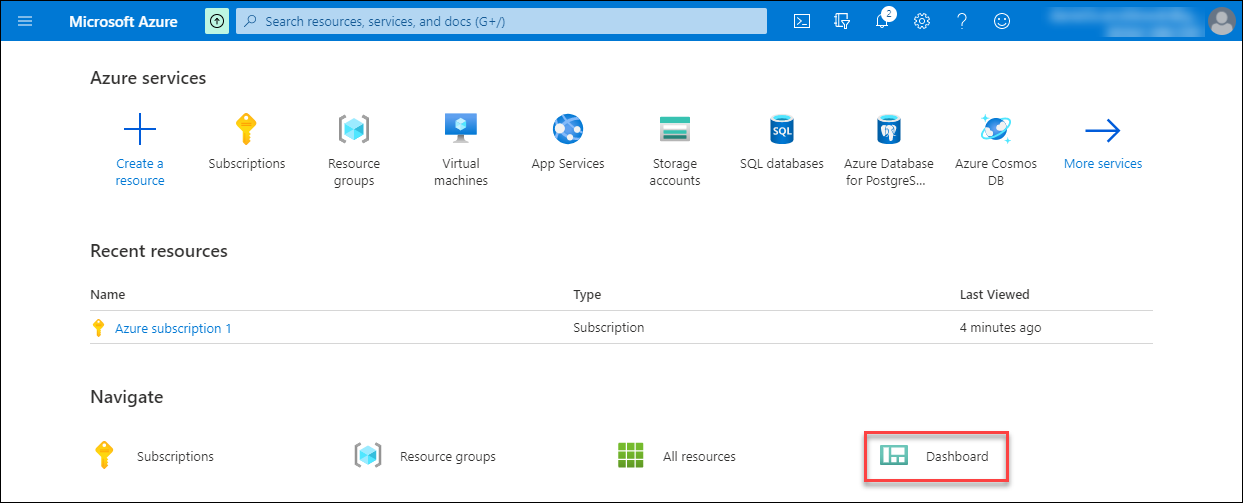 Microsoft Azure
Search resources, services, and docs (G+/)
2
Azure services
Create a
resource
Subscriptions
Resource
groups
Virtual
machines
App Services
Storage
accounts
SQL
SQL databases
Azure Database
for PostgreS...
Azure Cosmos
DB
More services
Recent resources
Name Type Last Viewed
Azure subscription 1 Subscription 4 minutes ago
Navigate
Subscriptions Resource groups All resources Dashboard